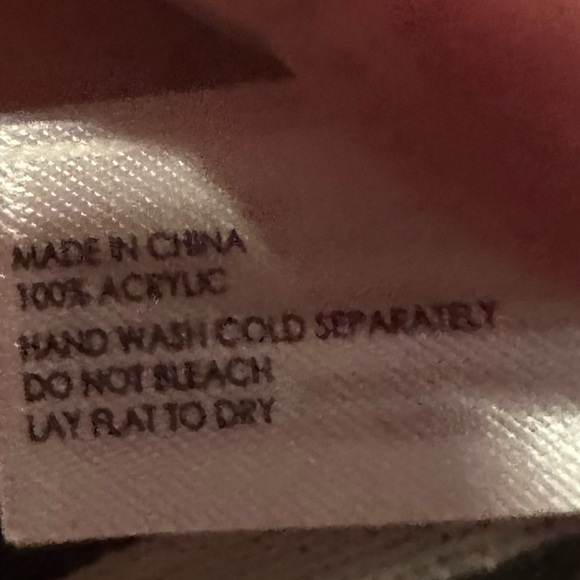 MADE IN CHINA
100% ACRYLIC
HAND WASH COLD SEPARATELY
DO NOT BLEACH
LAY FLAT TO DRY